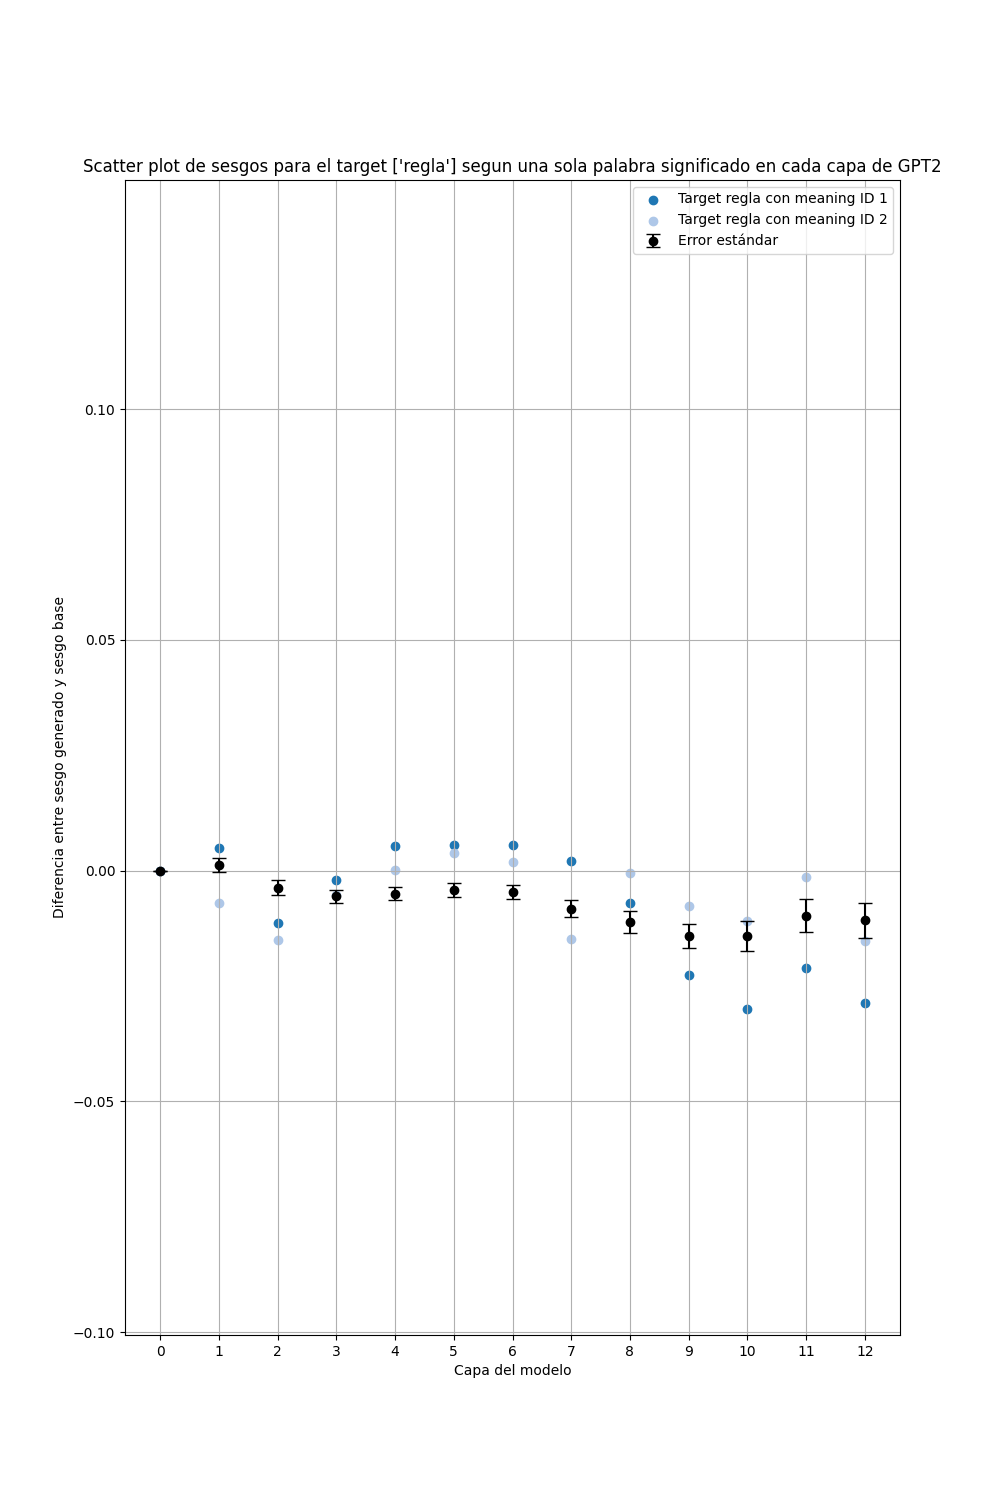 Scatter plot de sesgos para el target ['regla'] segun una sola palabra significado en cada capa de GPT2
Target regla con meaning ID 1
Target regla con meaning ID 2
Error estándar
0.10
0.05
0.00
−0.05
−0.10
Diferencia entre sesgo generado y sesgo base
0 1 2 3 4 5 6 7 8 9 10 11 12
Capa del modelo